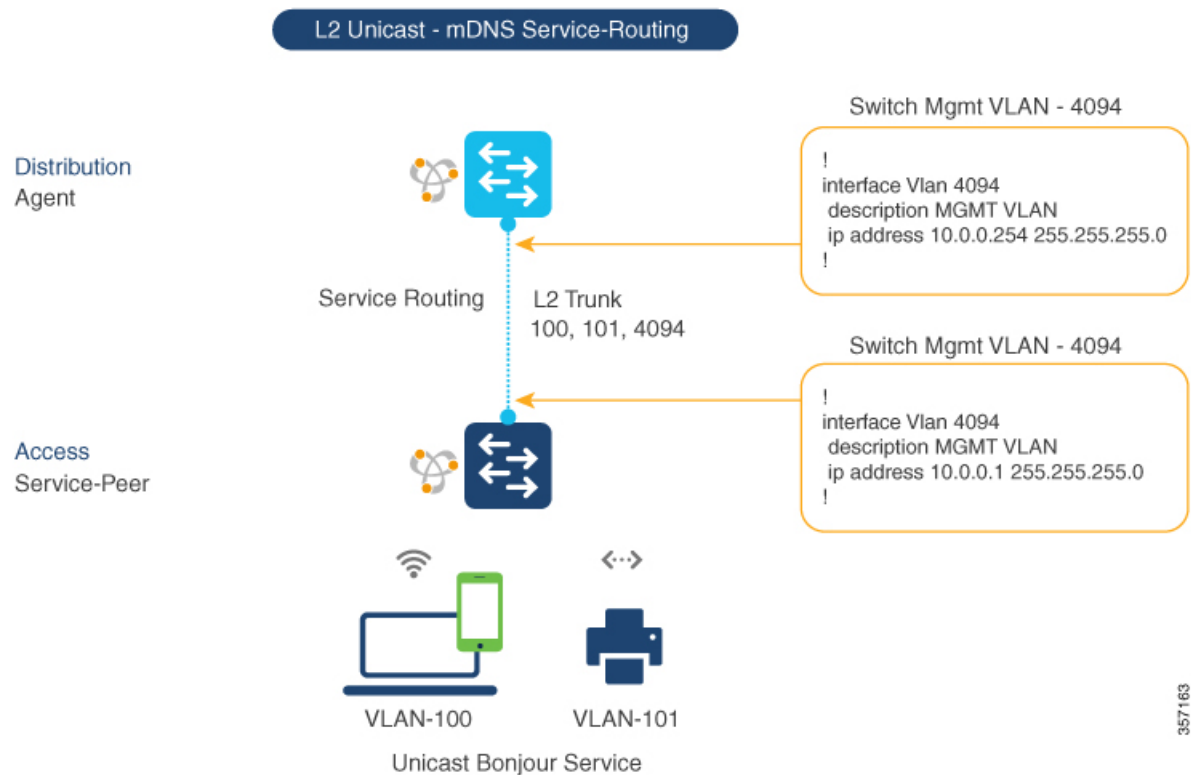 L2 Unicast - mDNS Service-Routing
Switch Mgmt VLAN - 4094
!
interface Vlan 4094
description MGMT VLAN
ip address 10.0.0.254 255.255.255.0
!
Distribution
Agent
Service Routing
L2 Trunk
100, 101, 4094
Switch Mgmt VLAN - 4094
!
interface Vlan 4094
description MGMT VLAN
ip address 10.0.0.1 255.255.255.0
!
Access
Service-Peer
VLAN-100
VLAN-101
Unicast Bonjour Service
357163